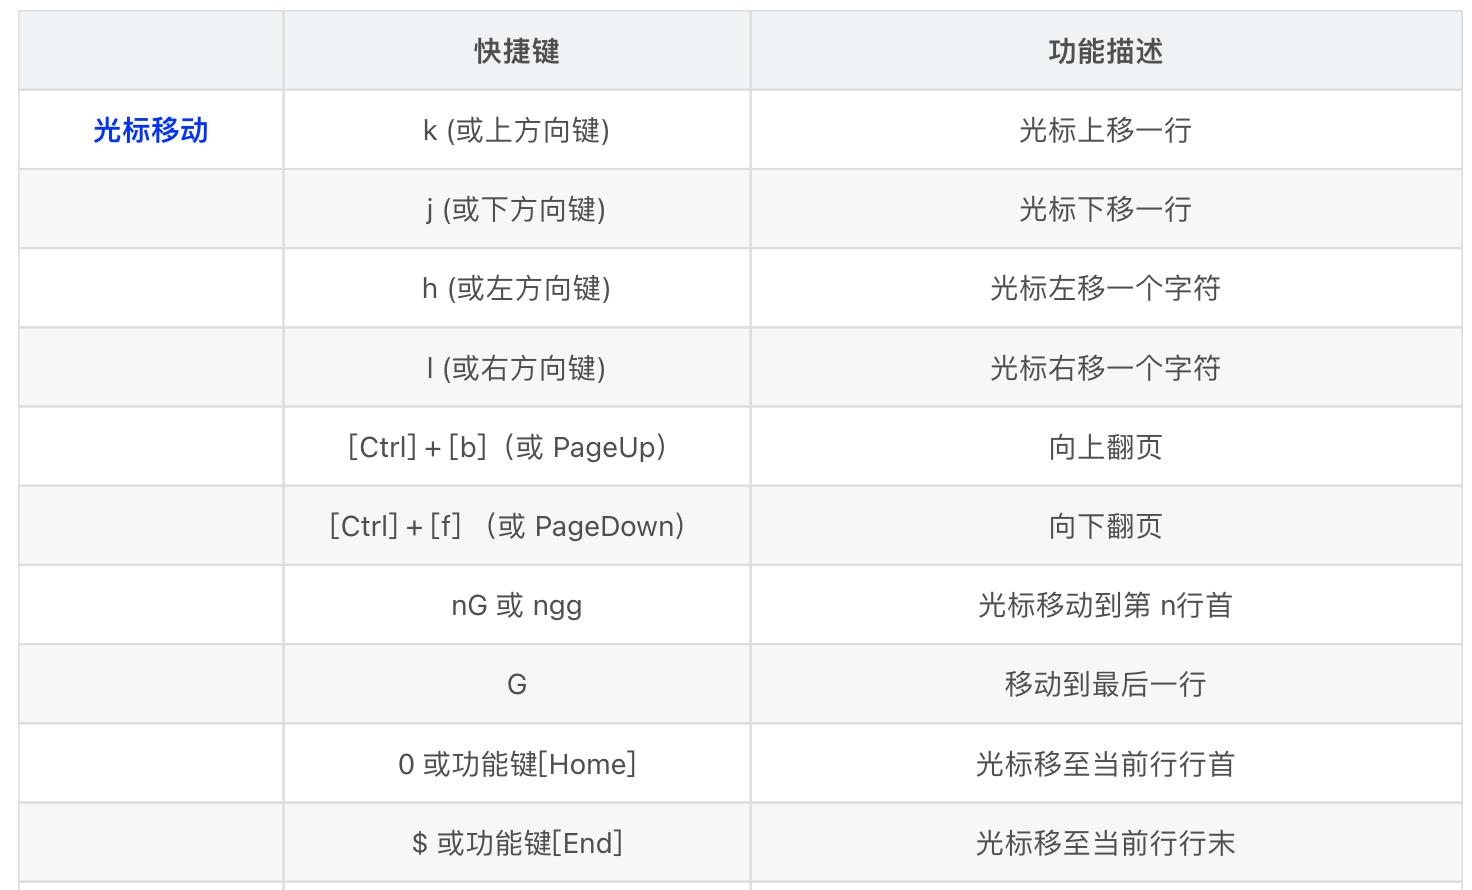 快捷键 功能描述
光标移动 k (或上方向键) 光标上移一行
j (或下方向键) 光标下移一行
h (或左方向键) 光标左移一个字符
l (或右方向键) 光标右移一个字符
[Ctrl] + [b]（或 PageUp） 向上翻页
[Ctrl] + [f] （或 PageDown） 向下翻页
nG 或 ngg 光标移动到第 n行首
G 移动到最后一行
0 或功能键[Home] 光标移至当前行行首
$ 或功能键[End] 光标移至当前行行末